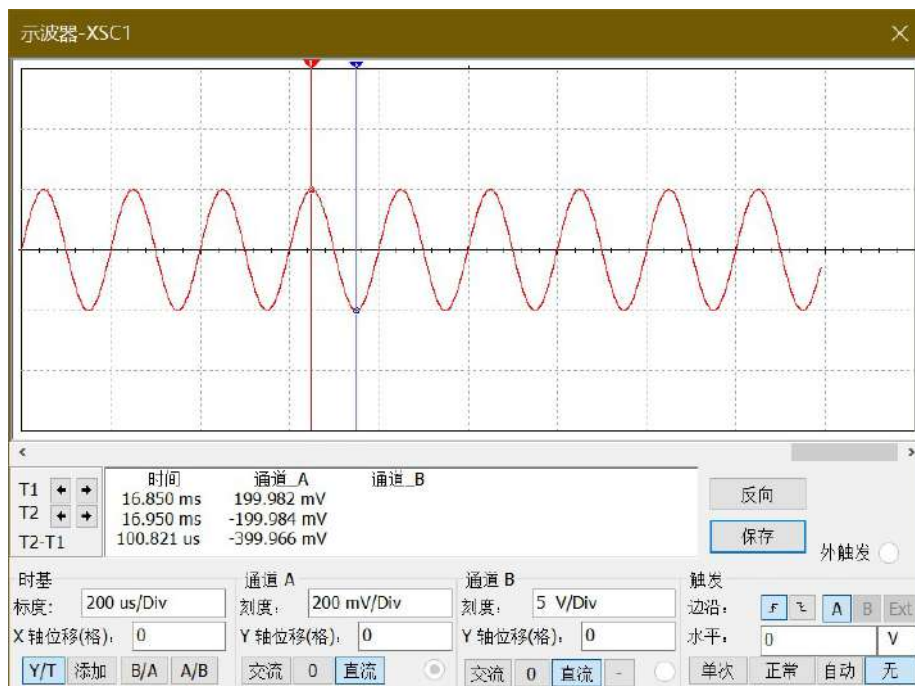 示波器-XSC1
时间 通道_A 通道_B
T1 16.850 ms 199.982 mV
T2 16.950 ms -199.984 mV
T2-T1 100.821 us -399.966 mV
反向
保存
外触发
时基 通道 A 通道 B 触发
标度: 200 us/Div 刻度: 200 mV/Div 刻度: 5 V/Div 边沿: A B Ext
X 轴位移(格): 0 Y 轴位移(格): 0 Y 轴位移(格): 0 水平: 0 V
Y/T 添加 B/A A/B 交流 0 直流 交流 0 直流 - 单次 正常 自动 无